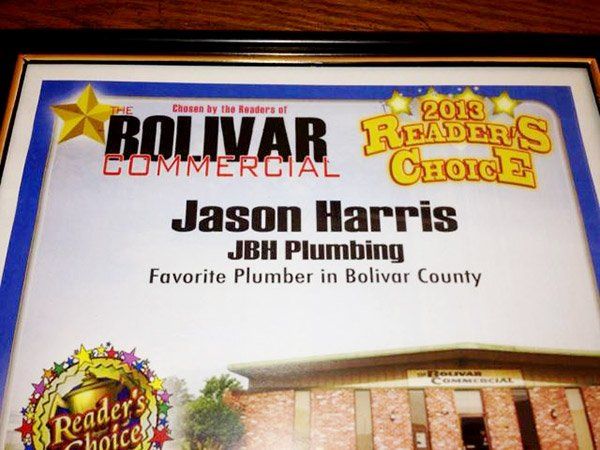 Chosen by the Readers of
THE
BOLIVAR
COMMERCIAL
2013
READER'S
CHOICE
Jason Harris
JBH Plumbing
Favorite Plumber in Bolivar County
THE BOLIVAR
COMMERCIAL
Reader's
Choice